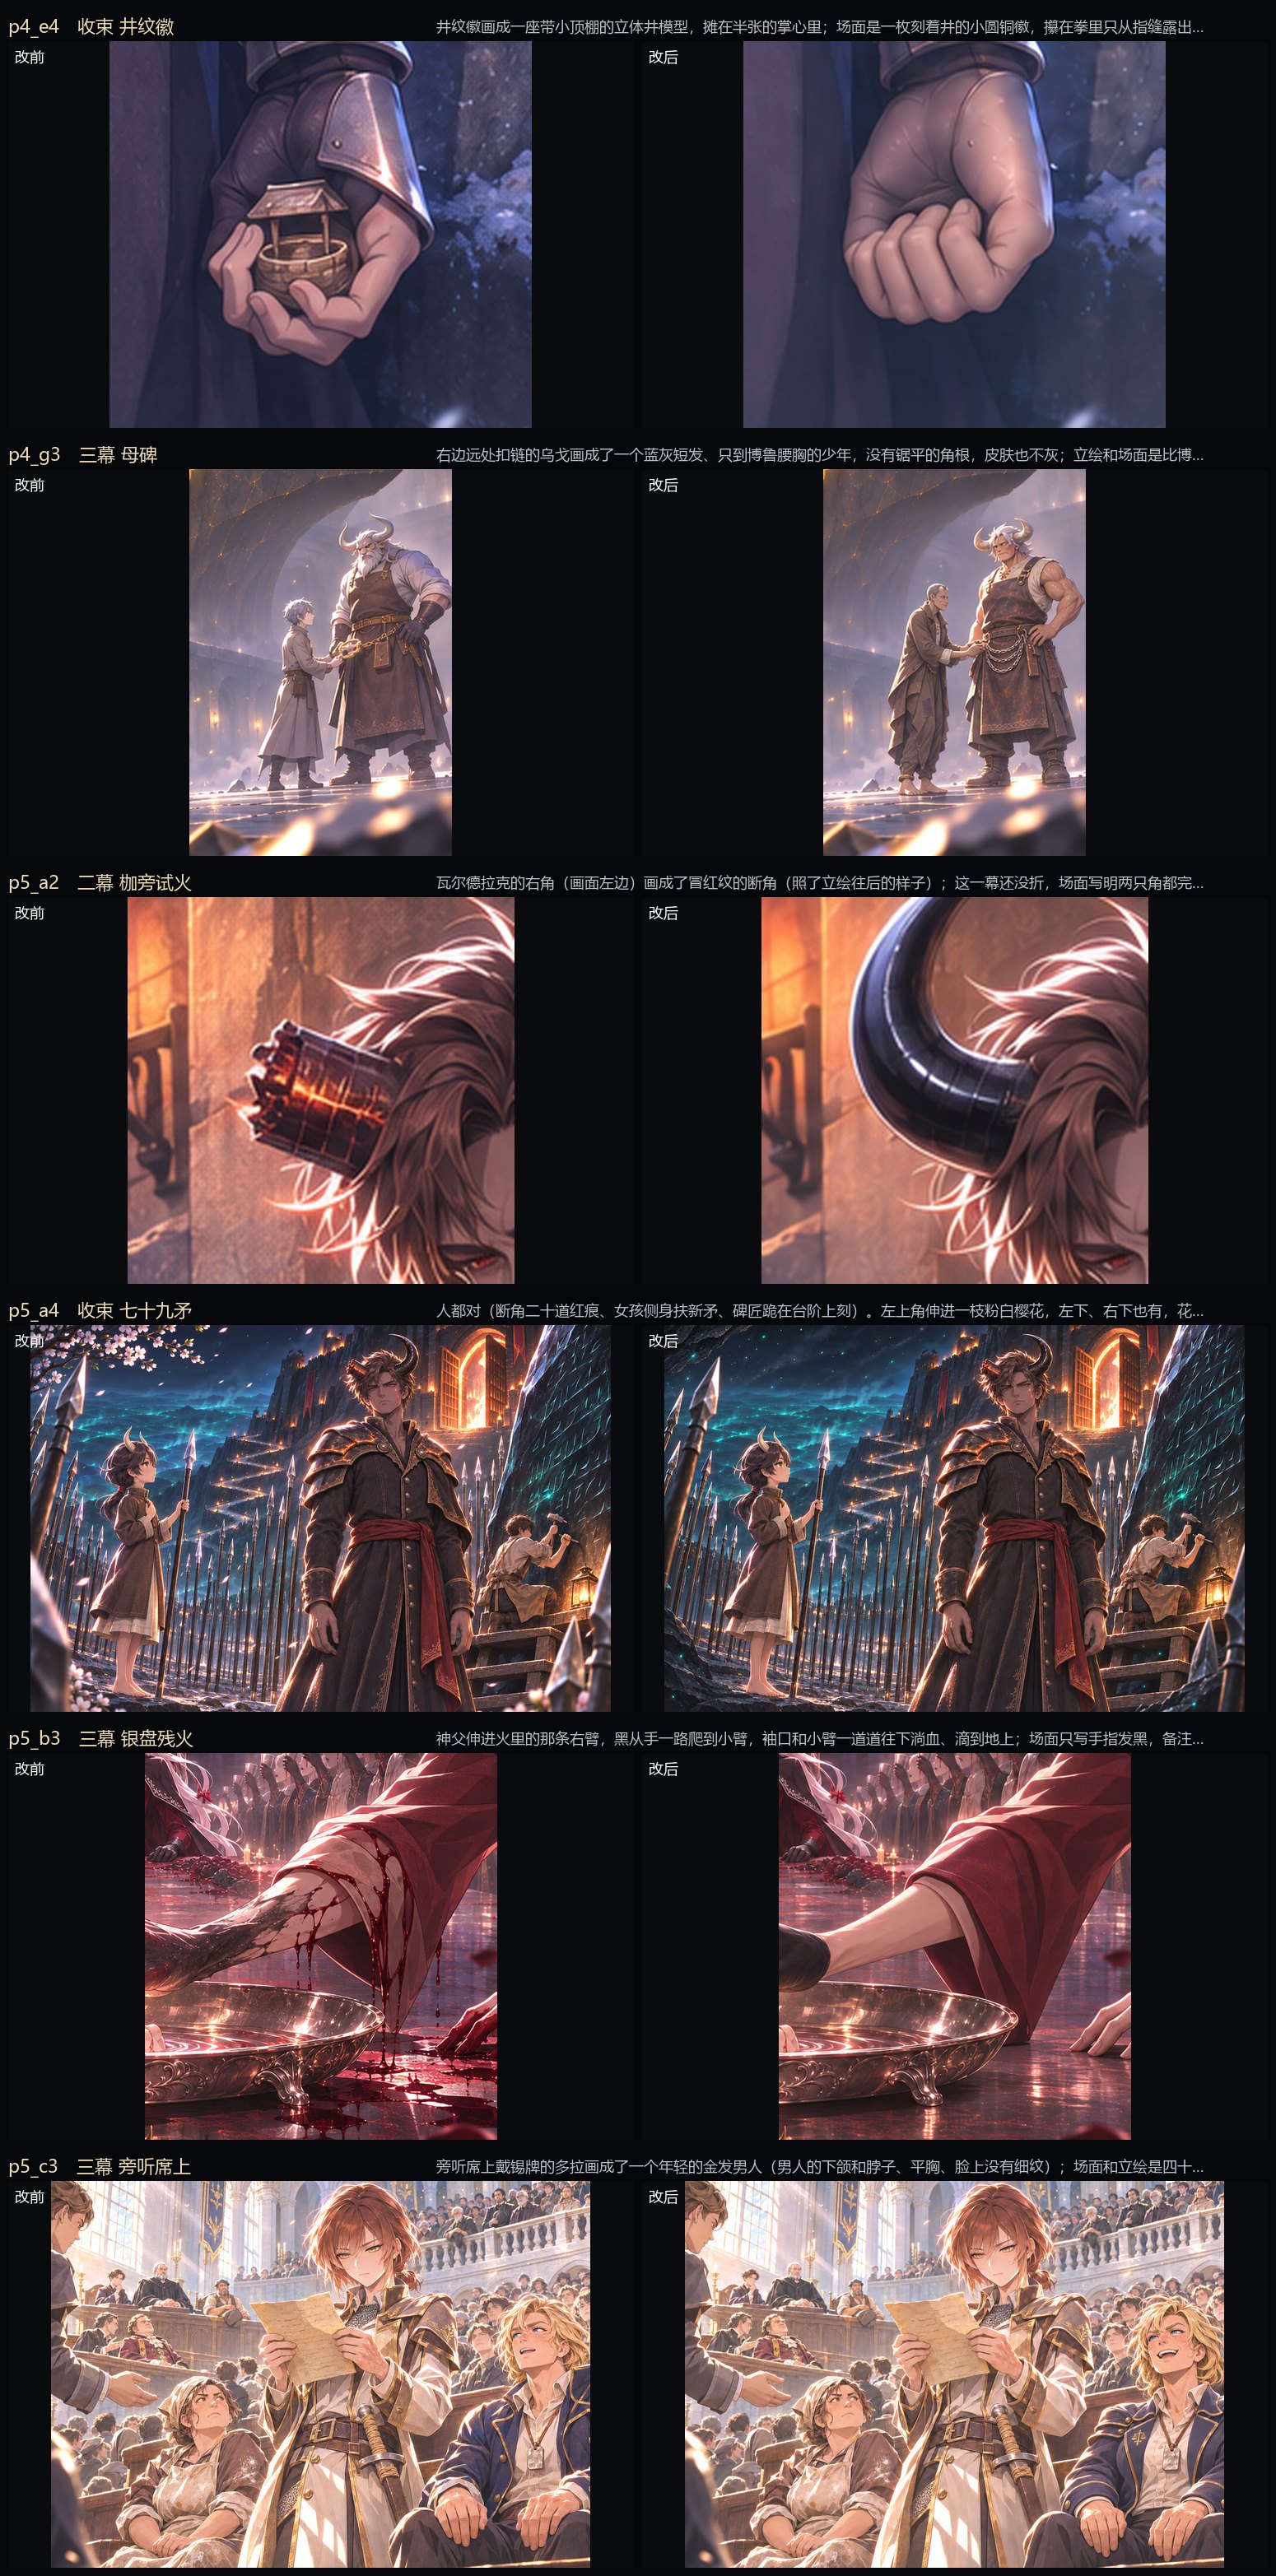 p4_e4 收束 井纹徽
井纹徽画成一座带小顶棚的立体井模型，摊在半张的掌心里；场面是一枚刻着井的小圆铜徽，攥在拳里只从指缝露出...
改前
改后
p4_g3 三幕 母碑
右边远处扣链的乌戈画成了一个蓝灰短发、只到博鲁腰胸的少年，没有锯平的角根，皮肤也不灰；立绘和场面是比博...
改前
改后
p5_a2 二幕 枷旁试火
瓦尔德拉克的右角（画面左边）画成了冒红纹的断角（照了立绘往后的样子）；这一幕还没折，场面写明两只角都完...
改前
改后
p5_a4 收束 七十九矛
人都对（断角二十道红痕、女孩侧身扶新矛、碑匠跪在台阶上刻）。左上角伸进一枝粉白樱花，左下、右下也有，花...
改前
改后
p5_b3 三幕 银盘残火
神父伸进火里的那条右臂，黑从手一路爬到小臂，袖口和小臂一道道往下淌血、滴到地上；场面只写手指发黑，备注...
改前
改后
p5_c3 三幕 旁听席上
旁听席上戴锡牌的多拉画成了一个年轻的金发男人（男人的下颌和脖子、平胸、脸上没有细纹）；场面和立绘是四十...
改前
改后